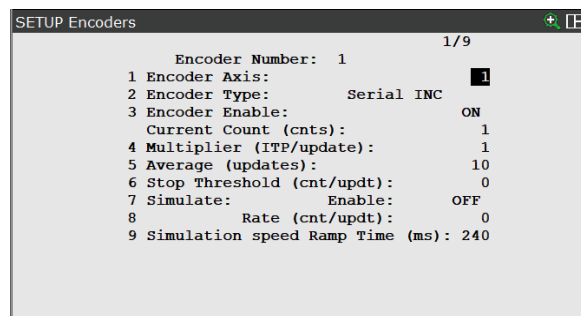 SETUP Encoders
1/9
Encoder Number: 1
1 Encoder Axis: 1
2 Encoder Type: Serial INC
3 Encoder Enable: ON
Current Count (cnts): 1
4 Multiplier (ITP/update): 1
5 Average (updates): 10
6 Stop Threshold (cnt/updt): 0
7 Simulate: Enable: OFF
8 Rate (cnt/updt): 0
9 Simulation speed Ramp Time (ms): 240